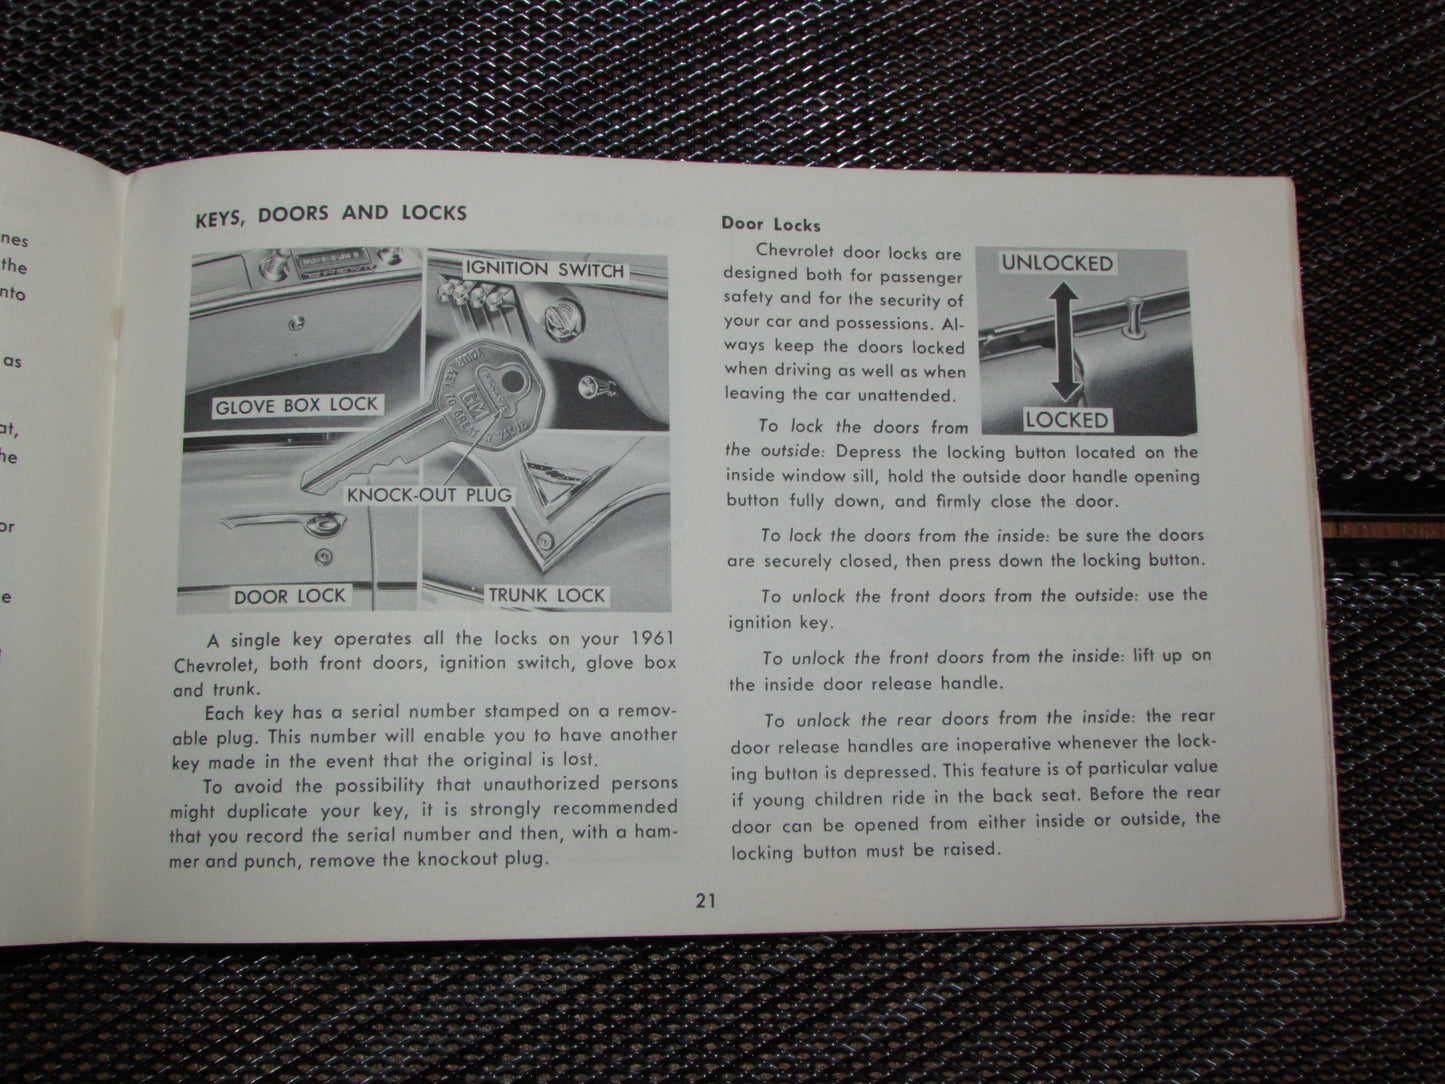 nes
the
nto
as
at,
he
or
e
KEYS, DOORS AND LOCKS
IGNITION SWITCH
GLOVE BOX LOCK
YOUR KEY TO GREATER VALUE
GM
KNOCK-OUT PLUG
DOOR LOCK
TRUNK LOCK
A single key operates all the locks on your 1961
Chevrolet, both front doors, ignition switch, glove box
and trunk.
Each key has a serial number stamped on a remov-
able plug. This number will enable you to have another
key made in the event that the original is lost.
To avoid the possibility that unauthorized persons
might duplicate your key, it is strongly recommended
that you record the serial number and then, with a ham-
mer and punch, remove the knockout plug.
Door Locks
Chevrolet door locks are
designed both for passenger
safety and for the security of
your car and possessions. Al-
ways keep the doors locked
when driving as well as when
leaving the car unattended.
UNLOCKED
LOCKED
To lock the doors from
the outside: Depress the locking button located on the
inside window sill, hold the outside door handle opening
button fully down, and firmly close the door.
To lock the doors from the inside: be sure the doors
are securely closed, then press down the locking button.
To unlock the front doors from the outside: use the
ignition key.
To unlock the front doors from the inside: lift up on
the inside door release handle.
To unlock the rear doors from the inside: the rear
door release handles are inoperative whenever the lock-
ing button is depressed. This feature is of particular value
if young children ride in the back seat. Before the rear
door can be opened from either inside or outside, the
locking button must be raised.
21